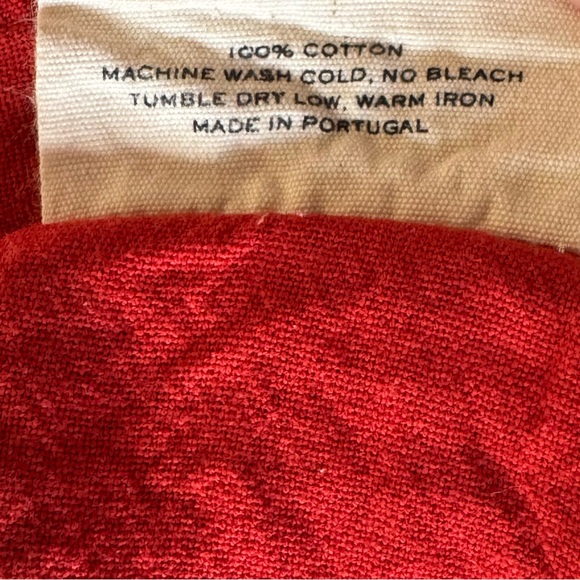 100% COTTON
MACHINE WASH COLD, NO BLEACH
TUMBLE DRY LOW, WARM IRON
MADE IN PORTUGAL